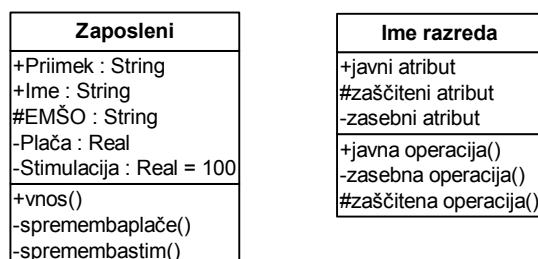 Zaposleni
+Priimek : String
+Ime : String
#EMŠO : String
-Plača : Real
-Stimulacija : Real = 100
+vnos()
-spremembaplače()
-spremembastim()
Ime razreda
+javni atribut
#zaščiteni atribut
-zasebni atribut
+javna operacija()
-zasebna operacija()
#zaščitena operacija()